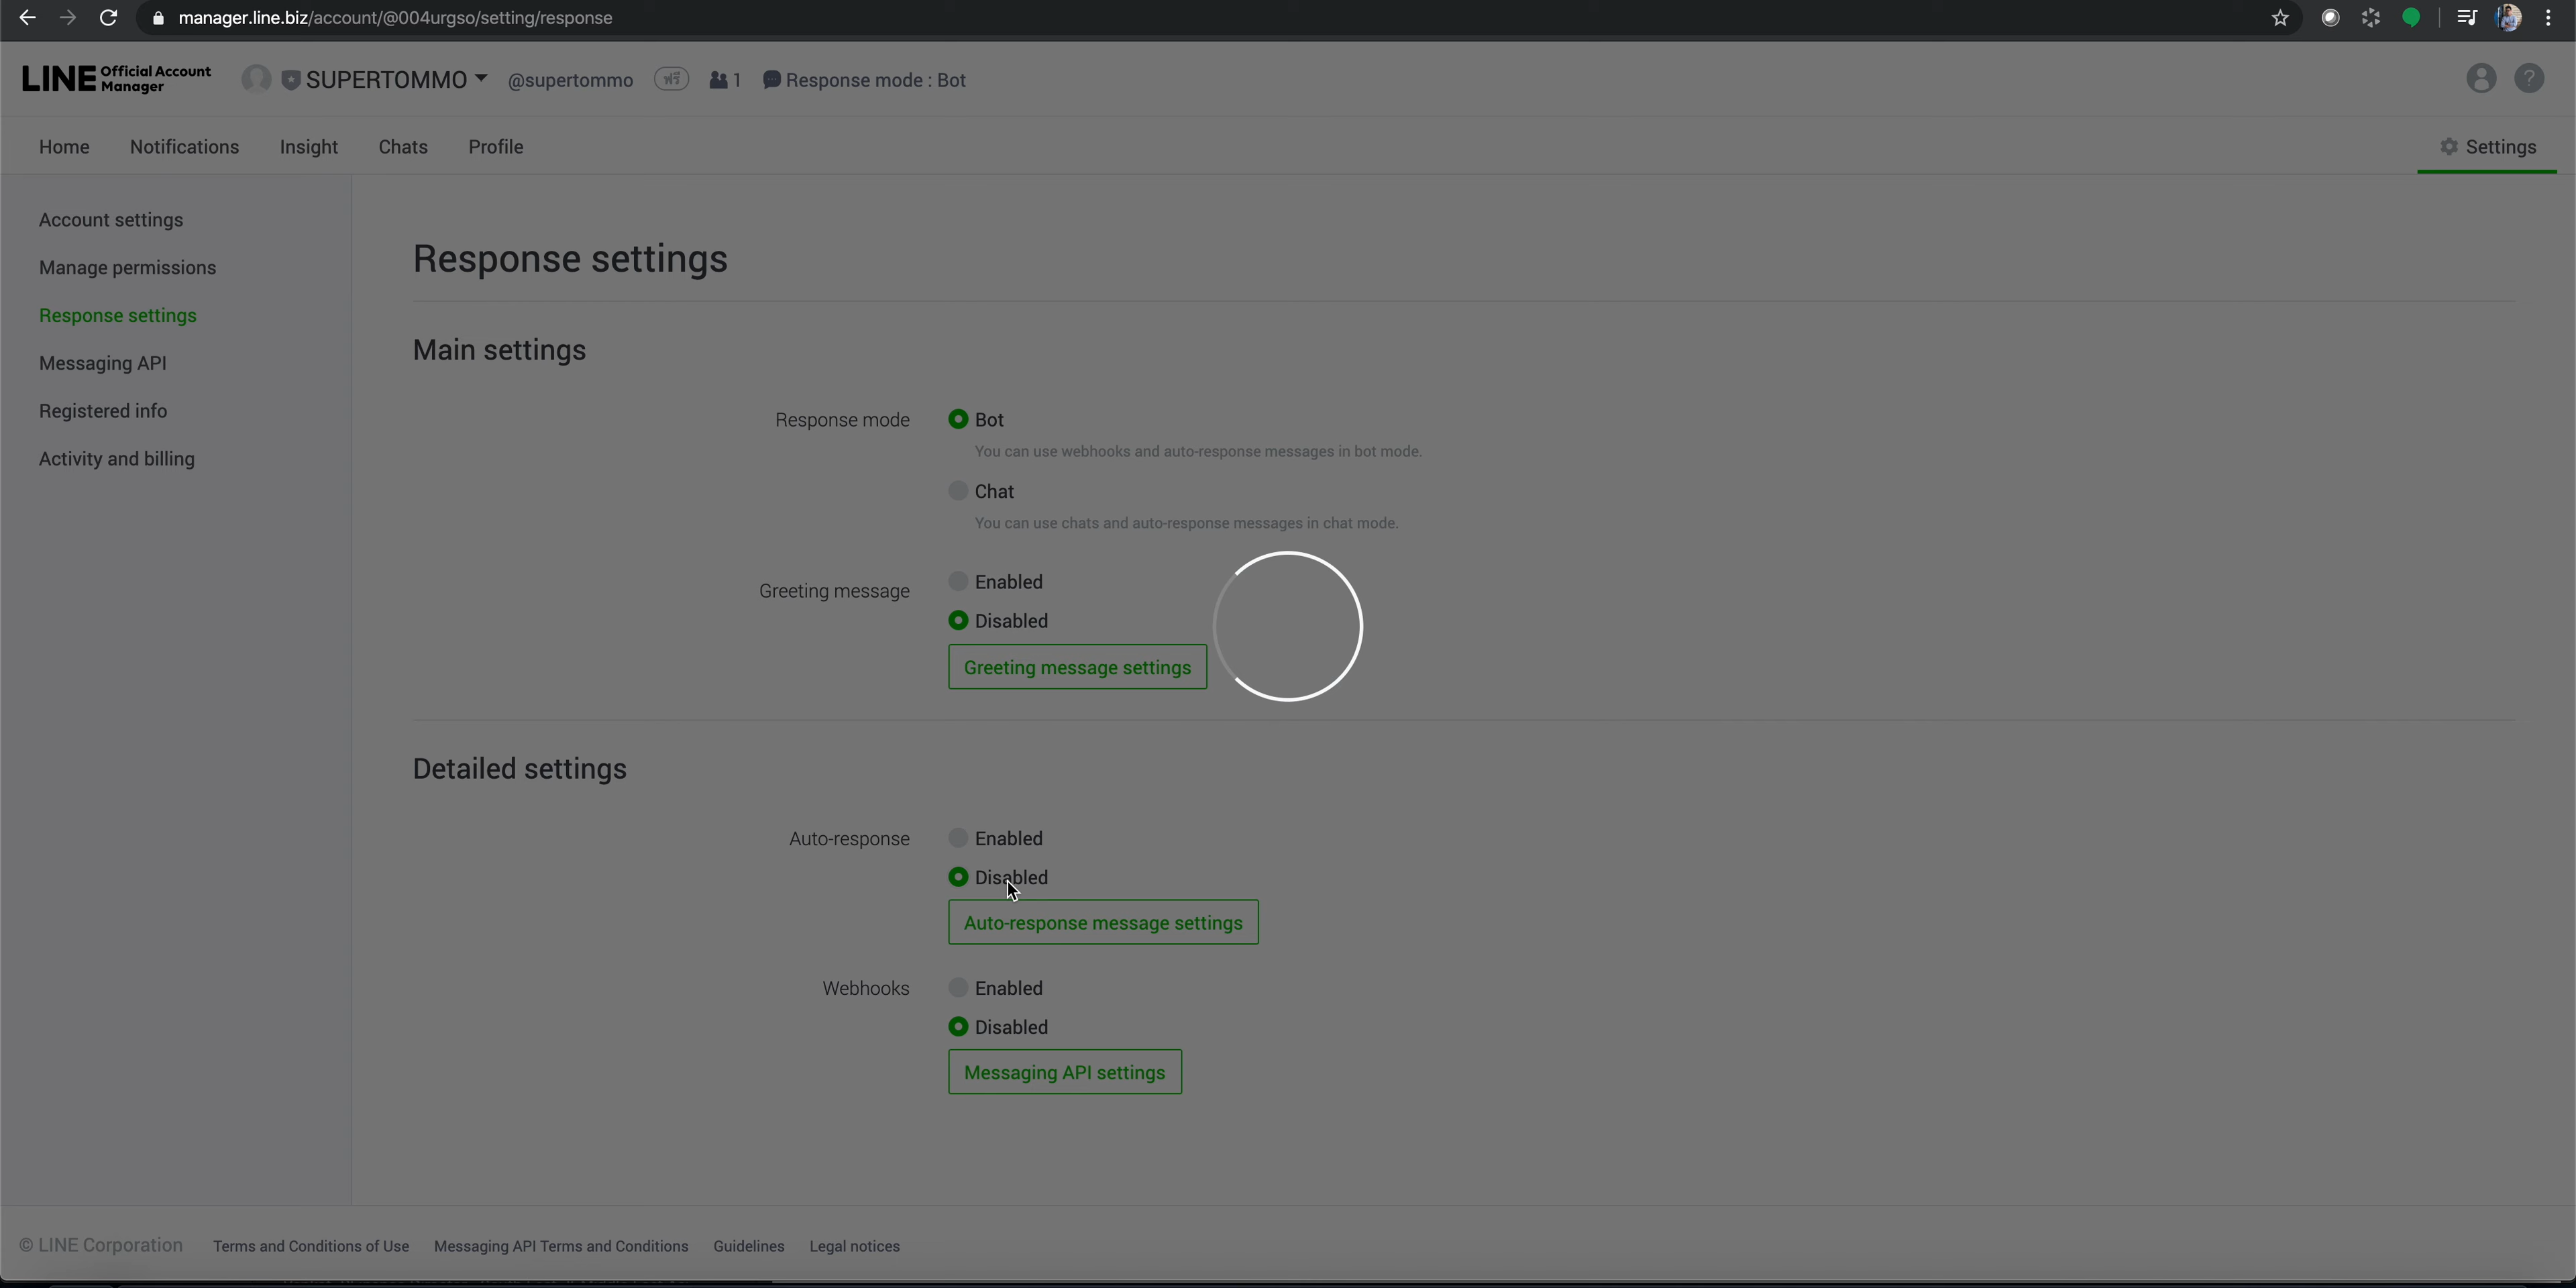 manager.line.biz/account/@004urgso/setting/response
LINE Official Account Manager
SUPERTOMMO
@supertommo
ฟรี
1
Response mode : Bot
Home
Notifications
Insight
Chats
Profile
Settings
Account settings
Manage permissions
Response settings
Messaging API
Registered info
Activity and billing
Response settings
Main settings
Response mode
Bot
You can use webhooks and auto-response messages in bot mode.
Chat
You can use chats and auto-response messages in chat mode.
Greeting message
Enabled
Disabled
Greeting message settings
Detailed settings
Auto-response
Enabled
Disabled
Auto-response message settings
Webhooks
Enabled
Disabled
Messaging API settings
© LINE Corporation
Terms and Conditions of Use
Messaging API Terms and Conditions
Guidelines
Legal notices